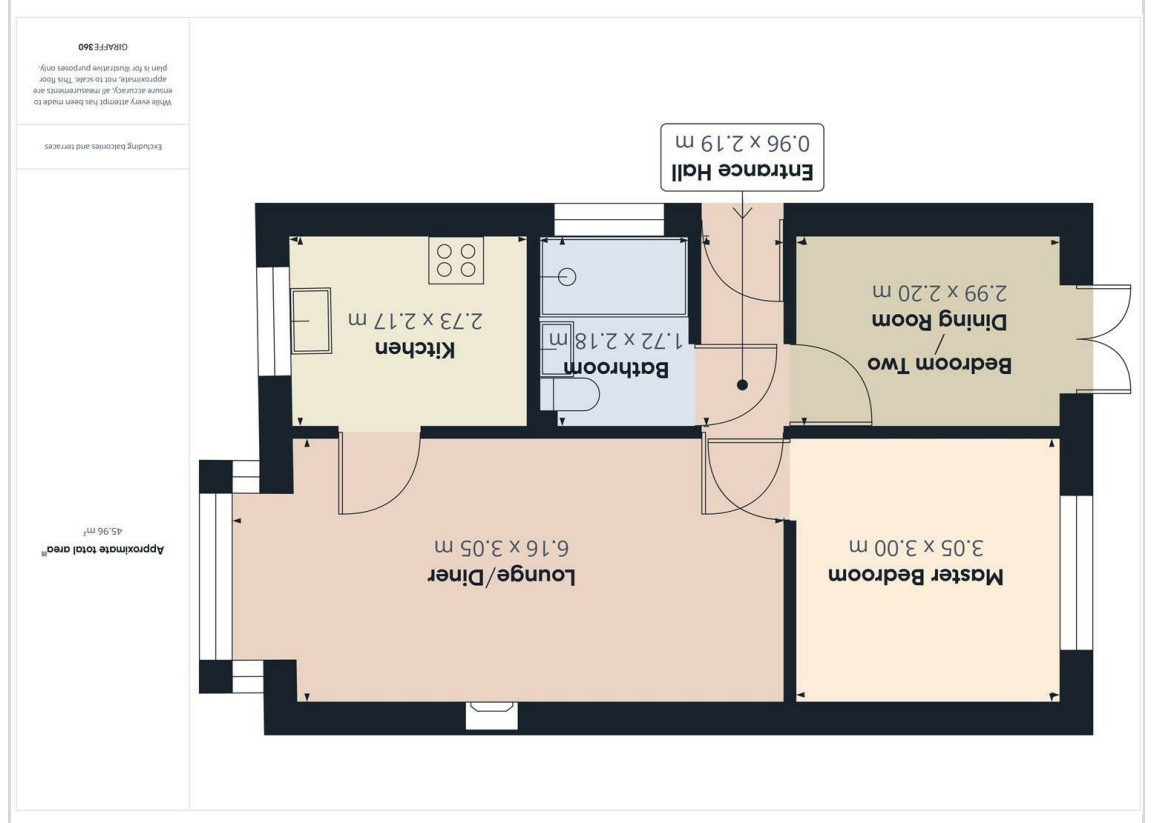 Master Bedroom
3.05 x 3.00 m
Lounge/Diner
6.16 x 3.05 m
Bedroom Two
/
Dining Room
2.99 x 2.20 m
Bathroom
1.72 x 2.18 m
Kitchen
2.73 x 2.17 m
Entrance Hall
0.96 x 2.19 m
Approximate total area⁽¹⁾
45.96 m²
Excluding balconies and terraces
While every attempt has been made to
ensure accuracy, all measurements are
approximate, not to scale. This floor
plan is for illustrative purposes only.
GIRAFFE360